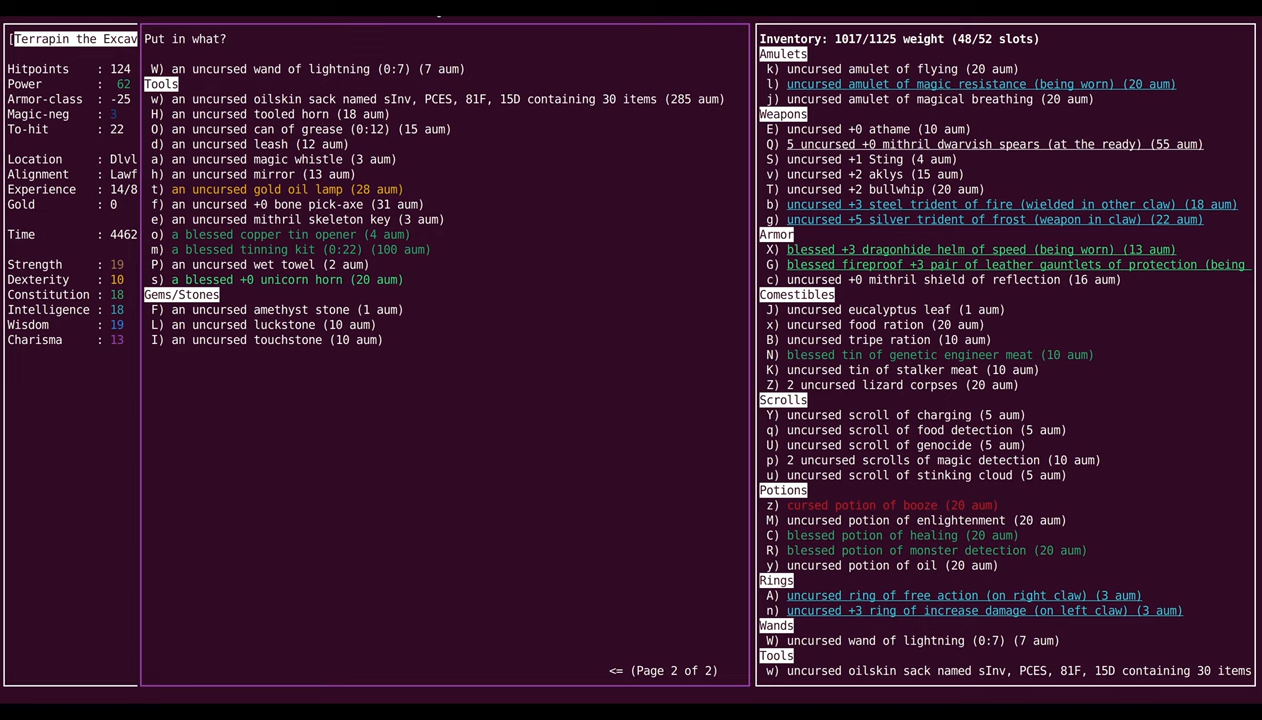 [Terrapin the Excav
Hitpoints : 124
Power : 62
Armor-class : -25
Magic-neg : 3
To-hit : 22
Location : Dlvl
Alignment : Lawf
Experience : 14/8
Gold : 0
Time : 4462
Strength : 19
Dexterity : 10
Constitution : 18
Intelligence : 18
Wisdom : 19
Charisma : 13
Put in what?
W) an uncursed wand of lightning (0:7) (7 aum)
Tools
w) an uncursed oilskin sack named sInv, PCES, 81F, 15D containing 30 items (285 aum)
H) an uncursed tooled horn (18 aum)
O) an uncursed can of grease (0:12) (15 aum)
d) an uncursed leash (12 aum)
a) an uncursed magic whistle (3 aum)
h) an uncursed mirror (13 aum)
t) an uncursed gold oil lamp (28 aum)
f) an uncursed +0 bone pick-axe (31 aum)
e) an uncursed mithril skeleton key (3 aum)
o) a blessed copper tin opener (4 aum)
m) a blessed tinning kit (0:22) (100 aum)
P) an uncursed wet towel (2 aum)
s) a blessed +0 unicorn horn (20 aum)
Gems/Stones
F) an uncursed amethyst stone (1 aum)
L) an uncursed luckstone (10 aum)
I) an uncursed touchstone (10 aum)
<= (Page 2 of 2)
Inventory: 1017/1125 weight (48/52 slots)
Amulets
k) uncursed amulet of flying (20 aum)
l) uncursed amulet of magic resistance (being worn) (20 aum)
j) uncursed amulet of magical breathing (20 aum)
Weapons
E) uncursed +0 athame (10 aum)
Q) 5 uncursed +0 mithril dwarvish spears (at the ready) (55 aum)
S) uncursed +1 Sting (4 aum)
v) uncursed +2 aklys (15 aum)
T) uncursed +2 bullwhip (20 aum)
b) uncursed +3 steel trident of fire (wielded in other claw) (18 aum)
g) uncursed +5 silver trident of frost (weapon in claw) (22 aum)
Armor
X) blessed +3 dragonhide helm of speed (being worn) (13 aum)
G) blessed fireproof +3 pair of leather gauntlets of protection (being
c) uncursed +0 mithril shield of reflection (16 aum)
Comestibles
J) uncursed eucalyptus leaf (1 aum)
x) uncursed food ration (20 aum)
B) uncursed tripe ration (10 aum)
N) blessed tin of genetic engineer meat (10 aum)
K) uncursed tin of stalker meat (10 aum)
Z) 2 uncursed lizard corpses (20 aum)
Scrolls
Y) uncursed scroll of charging (5 aum)
q) uncursed scroll of food detection (5 aum)
U) uncursed scroll of genocide (5 aum)
p) 2 uncursed scrolls of magic detection (10 aum)
u) uncursed scroll of stinking cloud (5 aum)
Potions
z) cursed potion of booze (20 aum)
M) uncursed potion of enlightenment (20 aum)
C) blessed potion of healing (20 aum)
R) blessed potion of monster detection (20 aum)
y) uncursed potion of oil (20 aum)
Rings
A) uncursed ring of free action (on right claw) (3 aum)
n) uncursed +3 ring of increase damage (on left claw) (3 aum)
Wands
W) uncursed wand of lightning (0:7) (7 aum)
Tools
w) uncursed oilskin sack named sInv, PCES, 81F, 15D containing 30 items